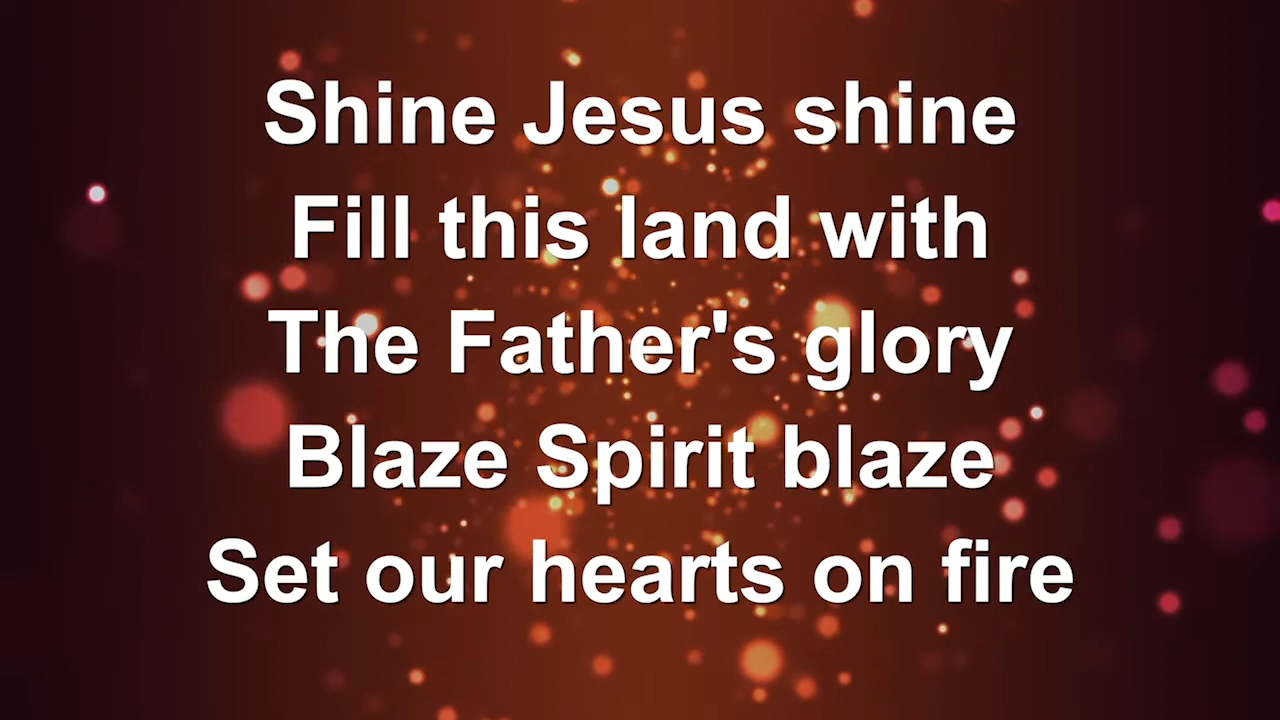 Shine Jesus shine
Fill this land with
The Father's glory
Blaze Spirit blaze
Set our hearts on fire